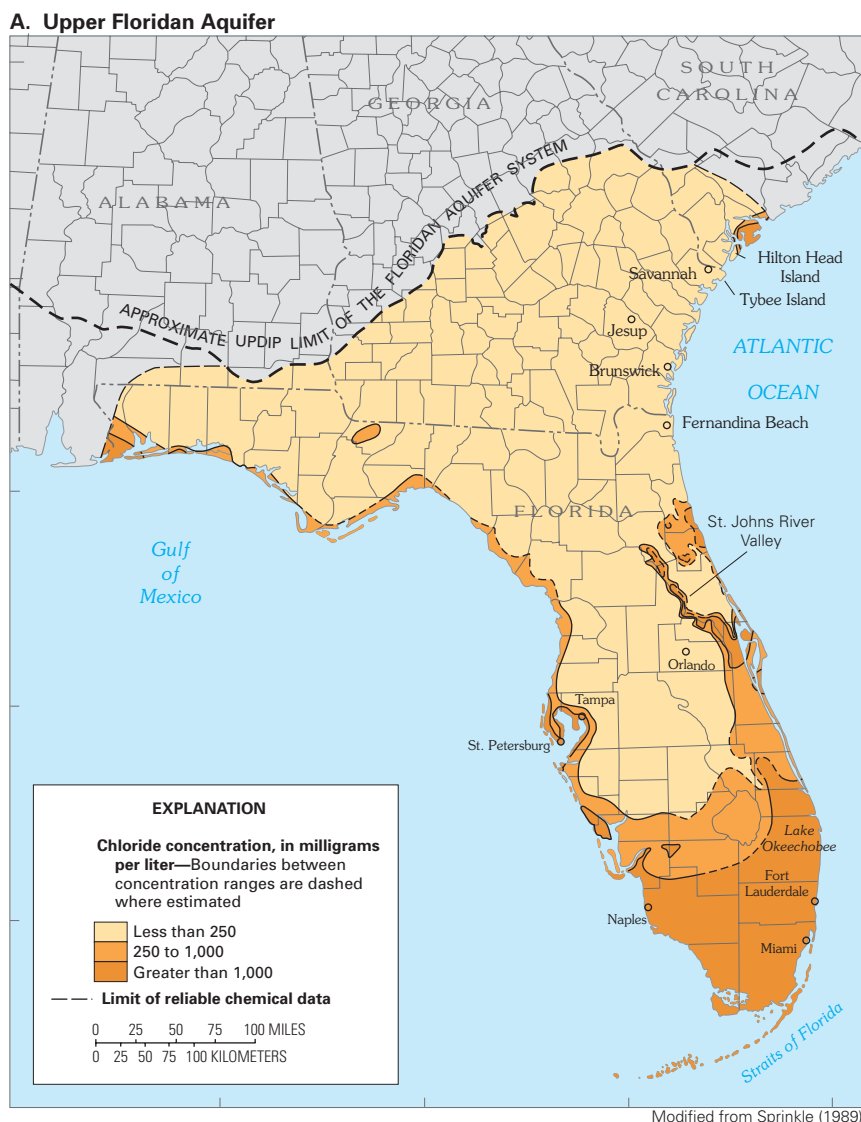 A. Upper Floridan Aquifer
SOUTH
CAROLINA
GEORGIA
ALABAMA
APPROXIMATE UPDIP LIMIT OF THE FLORIDAN AQUIFER SYSTEM
Hilton Head
Island
Savannah
Tybee Island
Jesup
ATLANTIC
OCEAN
Brunswick
Fernandina Beach
FLORIDA
St. Johns River
Valley
Gulf
of
Mexico
Orlando
Tampa
St. Petersburg
Lake
Okeechobee
Fort
Lauderdale
Naples
Miami
Straits of Florida
EXPLANATION
Chloride concentration, in milligrams
per liter—Boundaries between
concentration ranges are dashed
where estimated
Less than 250
250 to 1,000
Greater than 1,000
Limit of reliable chemical data
0 25 50 75 100 MILES
0 25 50 75 100 KILOMETERS
Modified from Sprinkle (1989)